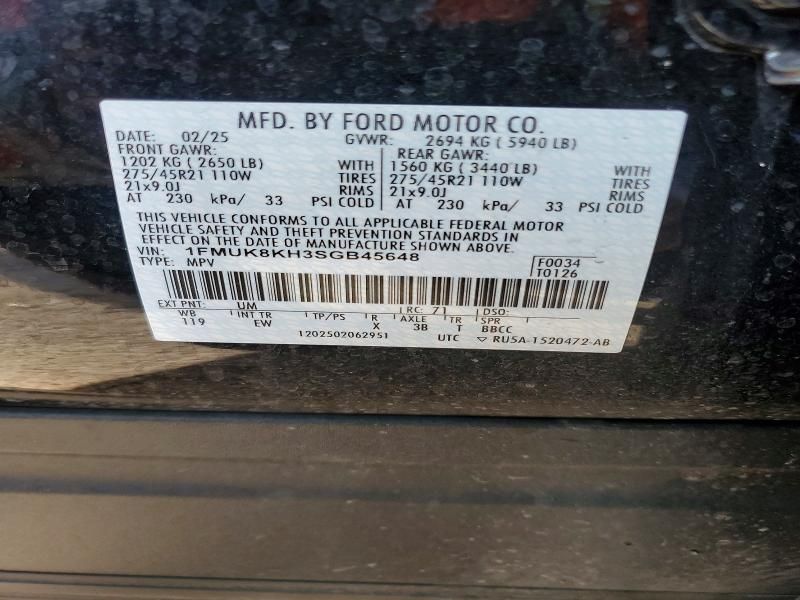 MFD. BY FORD MOTOR CO.
DATE: 02/25 GVWR: 2694 KG ( 5940 LB)
FRONT GAWR: REAR GAWR:
1202 KG ( 2650 LB) WITH 1560 KG ( 3440 LB) WITH
275/45R21 110W TIRES 275/45R21 110W TIRES
21x9.0J RIMS 21x9.0J RIMS
AT 230 kPa/ 33 PSI COLD AT 230 kPa/ 33 PSI COLD
THIS VEHICLE CONFORMS TO ALL APPLICABLE FEDERAL MOTOR
VEHICLE SAFETY AND THEFT PREVENTION STANDARDS IN
EFFECT ON THE DATE OF MANUFACTURE SHOWN ABOVE.
VIN: 1FMUK8KH3SGB45648 F0034
TYPE: MPV T0126
EXT PNT: UM RC: 71 DSO:
WB INT TR TP/PS R AXLE TR SPR
119 EW X 3B T BBCC
1202502062951 UTC ▽ RU5A-1520472-AB